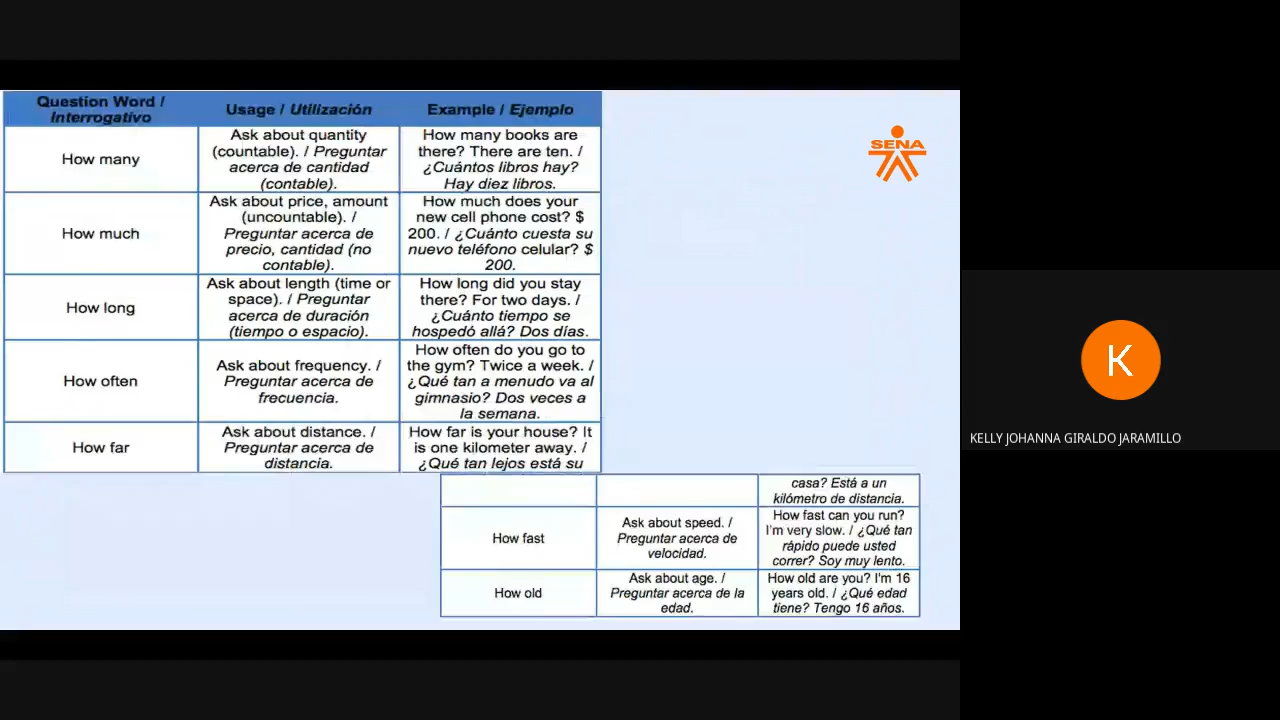 Question Word /
Interrogativo
Usage / Utilización
Example / Ejemplo
How many
Ask about quantity
(countable). / Preguntar
acerca de cantidad
(contable).
How many books are
there? There are ten. /
¿Cuántos libros hay?
Hay diez libros.
How much
Ask about price, amount
(uncountable). /
Preguntar acerca de
precio, cantidad (no
contable).
How much does your
new cell phone cost? $
200. / ¿Cuánto cuesta su
nuevo teléfono celular? $
200.
How long
Ask about length (time or
space). / Preguntar
acerca de duración
(tiempo o espacio).
How long did you stay
there? For two days. /
¿Cuánto tiempo se
hospedó allá? Dos días.
How often
Ask about frequency. /
Preguntar acerca de
frecuencia.
How often do you go to
the gym? Twice a week. /
¿Qué tan a menudo va al
gimnasio? Dos veces a
la semana.
How far
Ask about distance. /
Preguntar acerca de
distancia.
How far is your house? It
is one kilometer away. /
¿Qué tan lejos está su
casa? Está a un
kilómetro de distancia.
How fast
Ask about speed. /
Preguntar acerca de
velocidad.
How fast can you run?
I'm very slow. / ¿Qué tan
rápido puede usted
correr? Soy muy lento.
How old
Ask about age. /
Preguntar acerca de la
edad.
How old are you? I'm 16
years old. / ¿Qué edad
tiene? Tengo 16 años.
SENA
K
KELLY JOHANNA GIRALDO JARAMILLO